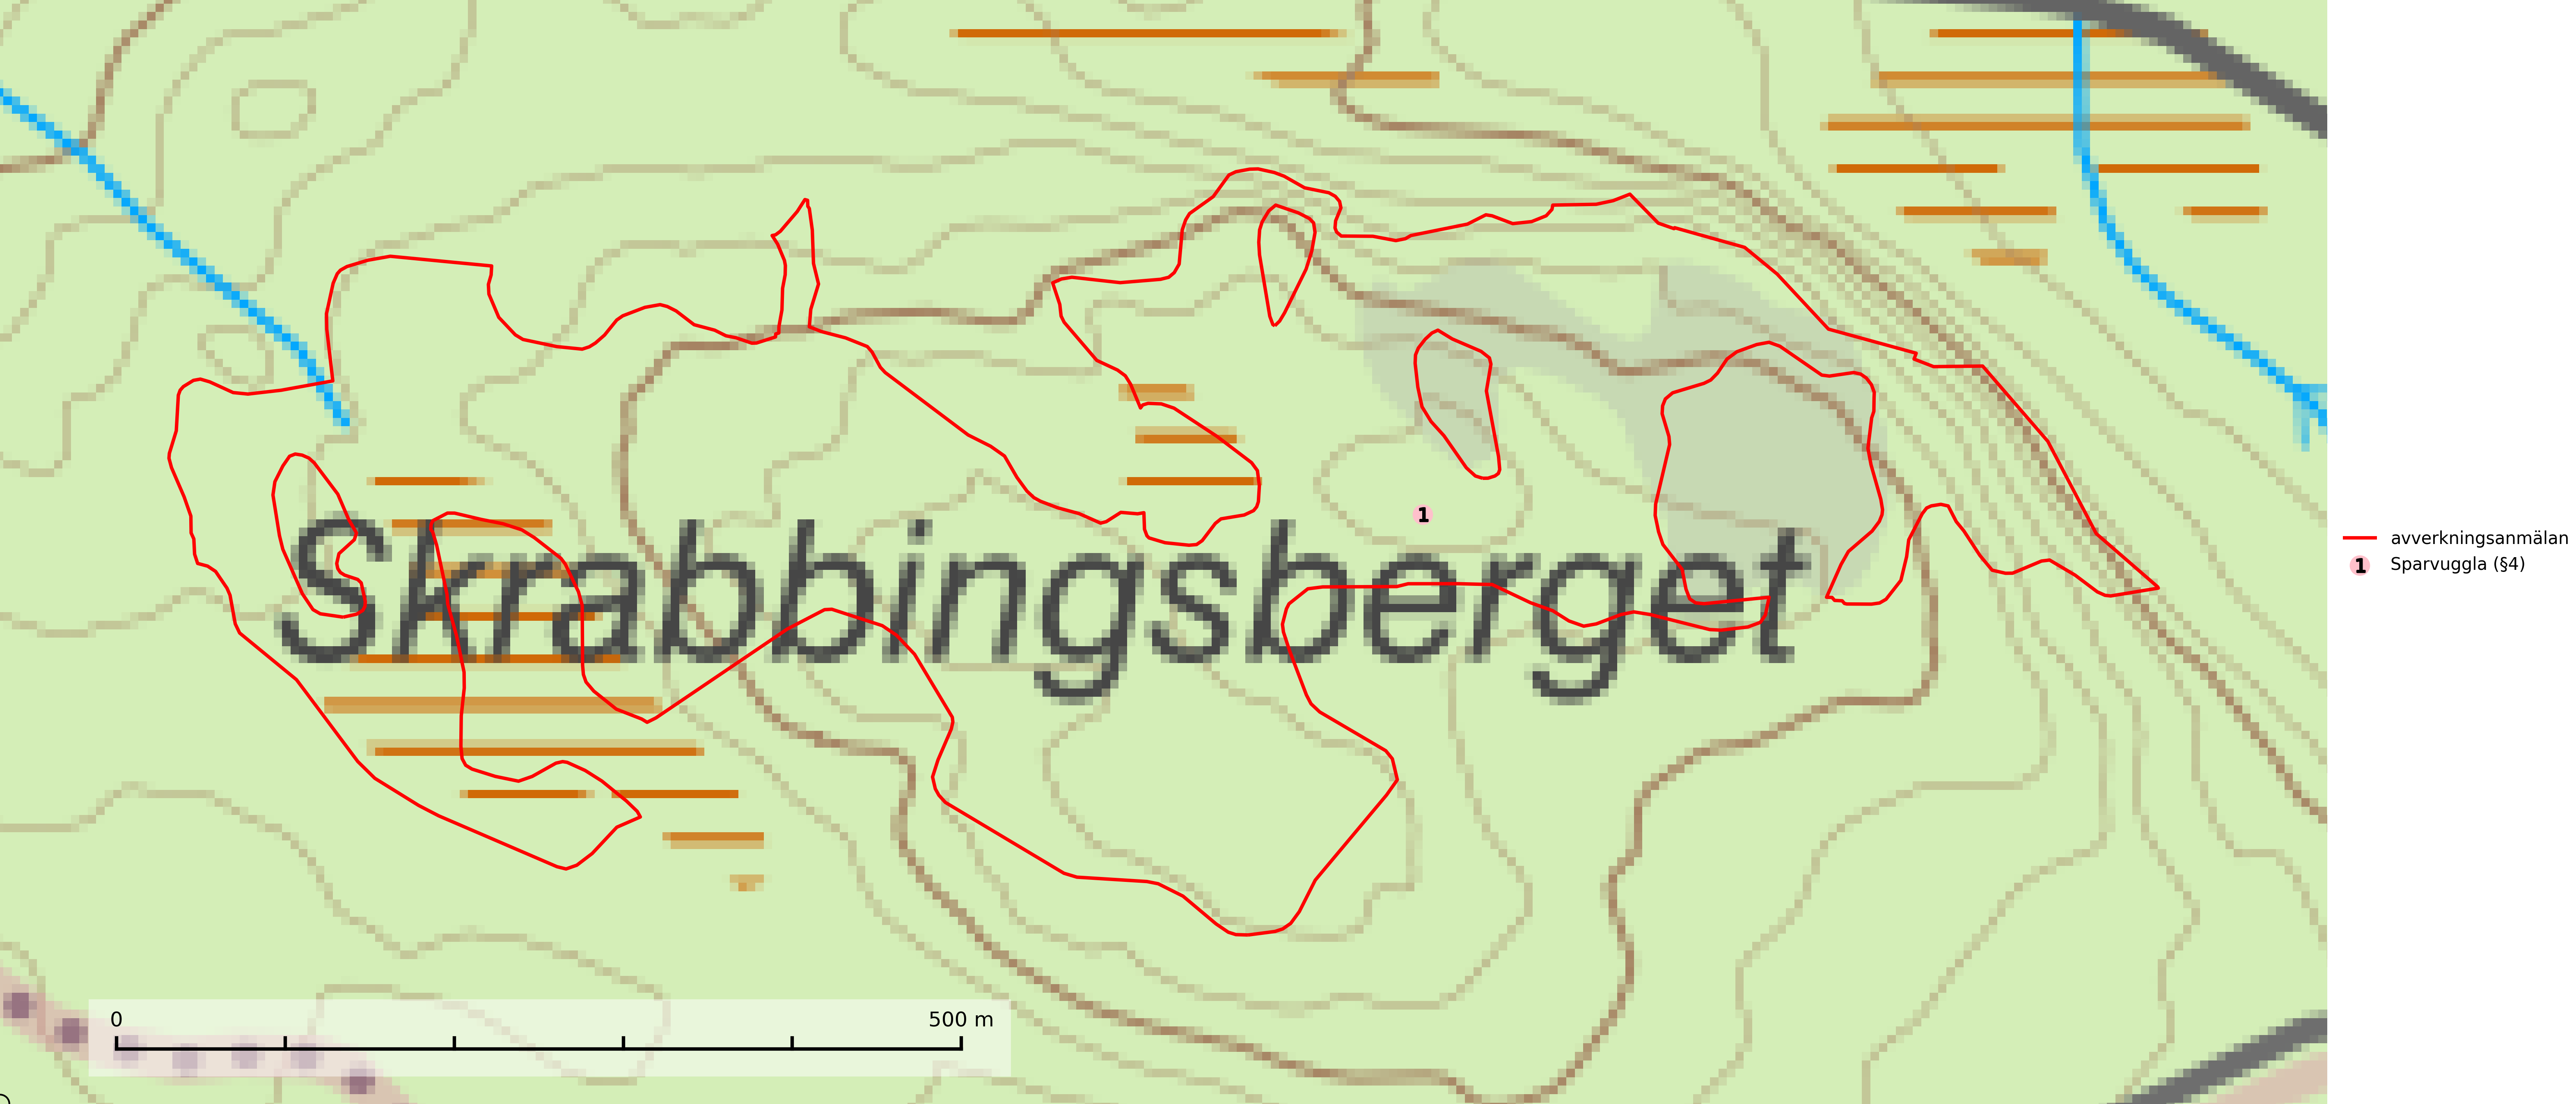 1
Skrabbingsberget
0 500 m
avverkningsanmälan
1 Sparvuggla (§4)